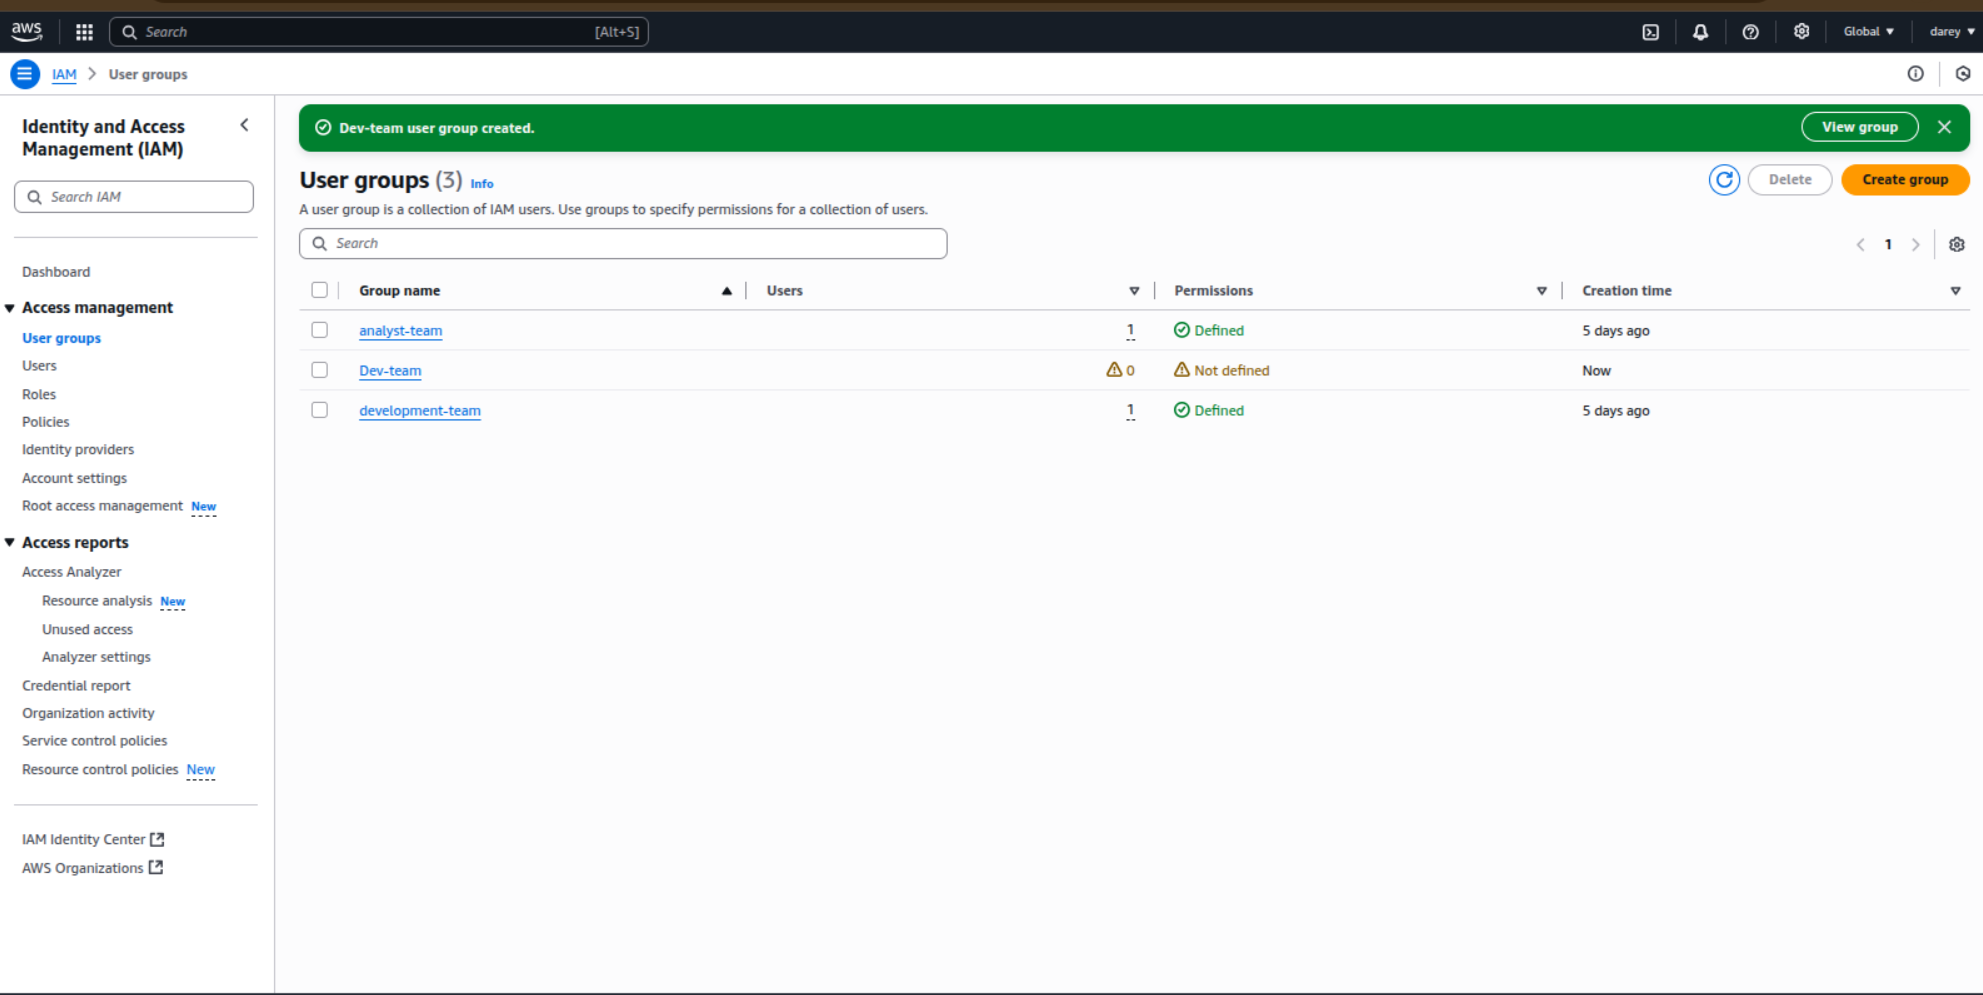 aws Search [Alt+S] Global darey
IAM > User groups
Identity and Access Management (IAM)
Search IAM
Dashboard
Access management
User groups
Users
Roles
Policies
Identity providers
Account settings
Root access management New
Access reports
Access Analyzer
Resource analysis New
Unused access
Analyzer settings
Credential report
Organization activity
Service control policies
Resource control policies New
IAM Identity Center
AWS Organizations
Dev-team user group created. View group
User groups (3) Info Delete Create group
A user group is a collection of IAM users. Use groups to specify permissions for a collection of users.
Search 1
Group name Users Permissions Creation time
analyst-team 1 Defined 5 days ago
Dev-team 0 Not defined Now
development-team 1 Defined 5 days ago